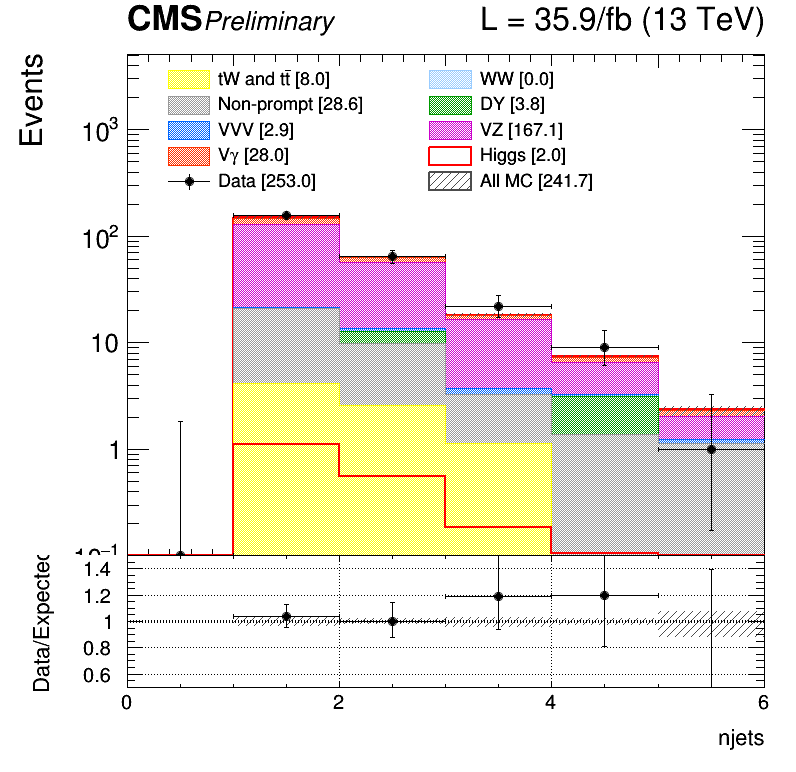 CMS Preliminary L = 35.9/fb (13 TeV)
Events
tW and tt̄ [8.0] WW [0.0]
Non-prompt [28.6] DY [3.8]
VVV [2.9] VZ [167.1]
Vγ [28.0] Higgs [2.0]
Data [253.0] All MC [241.7]
10³
10²
10
1
10⁻¹
Data/Expected
1.4
1.2
1
0.8
0.6
0 2 4 6
njets